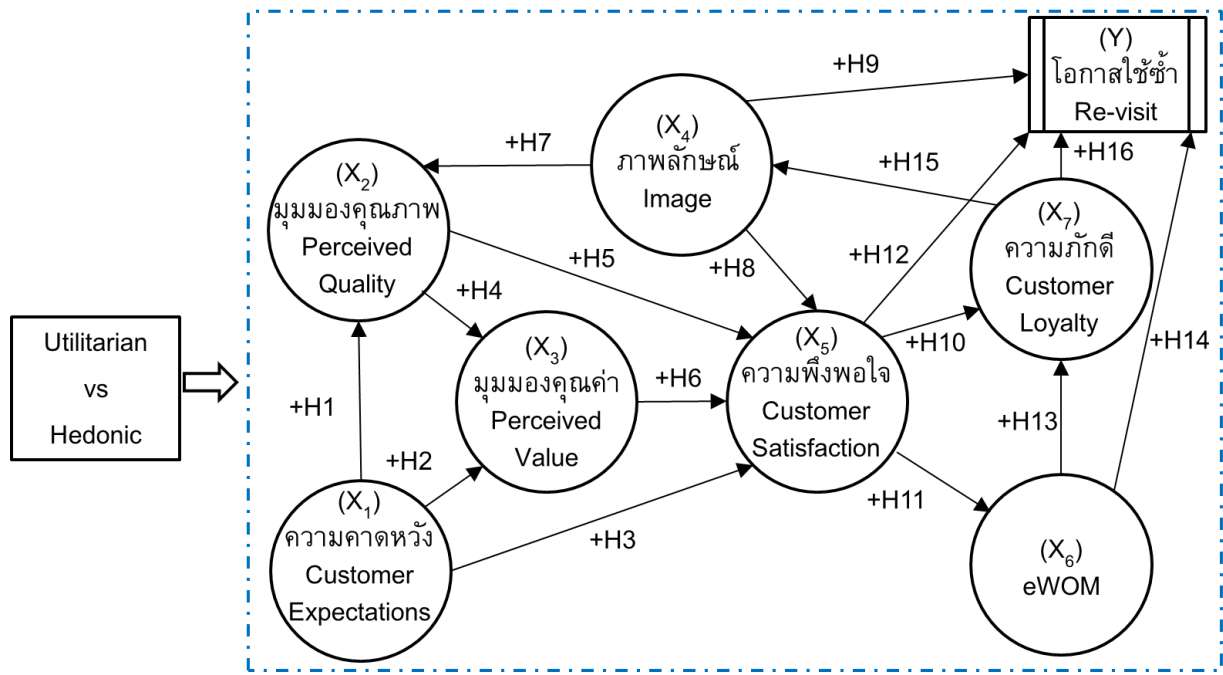 Utilitarian
vs
Hedonic
(X1)
ความคาดหวัง
Customer
Expectations
+H1
+H2
+H3
(X2)
มุมมองคุณภาพ
Perceived
Quality
+H4
+H5
(X3)
มุมมองคุณค่า
Perceived
Value
+H6
(X4)
ภาพลักษณ์
Image
+H7
+H8
+H9
(X5)
ความพึงพอใจ
Customer
Satisfaction
+H10
+H11
+H12
(X6)
eWOM
+H13
+H14
(X7)
ความภักดี
Customer
Loyalty
+H15
+H16
(Y)
โอกาสใช้ซ้ำ
Re-visit